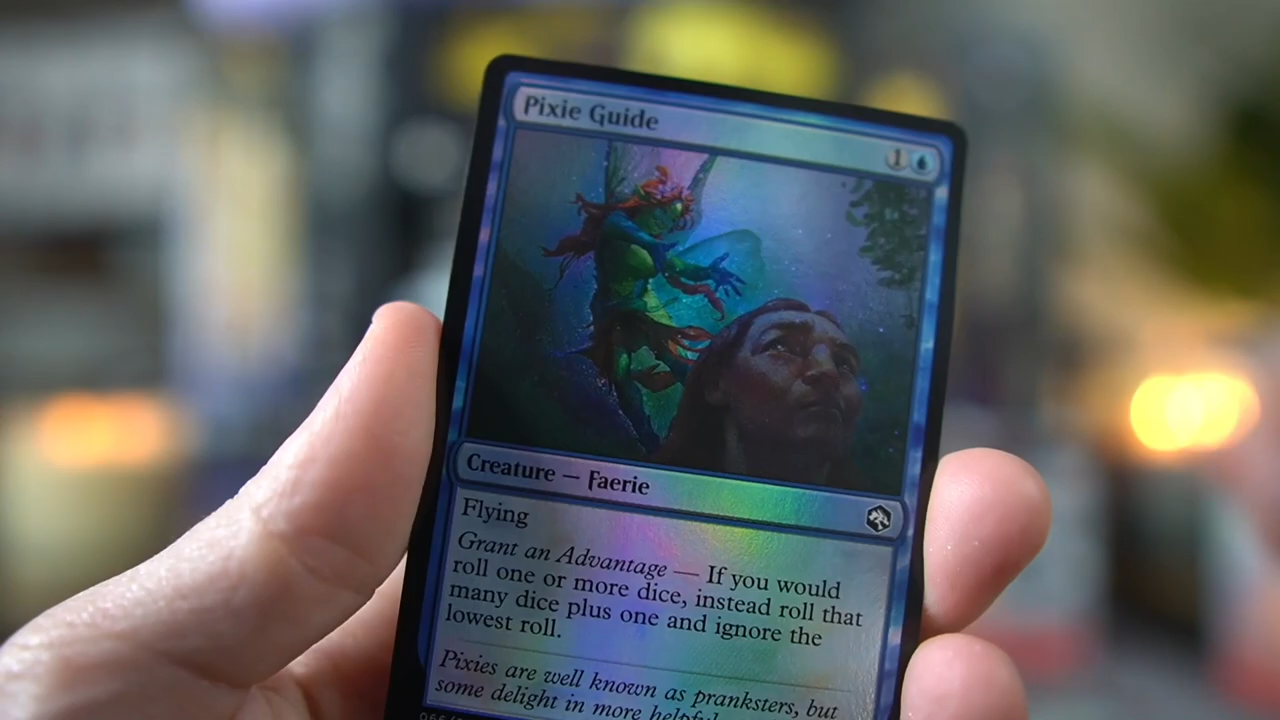 Pixie Guide
1
Creature — Faerie
Flying
Grant an Advantage — If you would
roll one or more dice, instead roll that
many dice plus one and ignore the
lowest roll.
Pixies are well known as pranksters, but
some delight in more